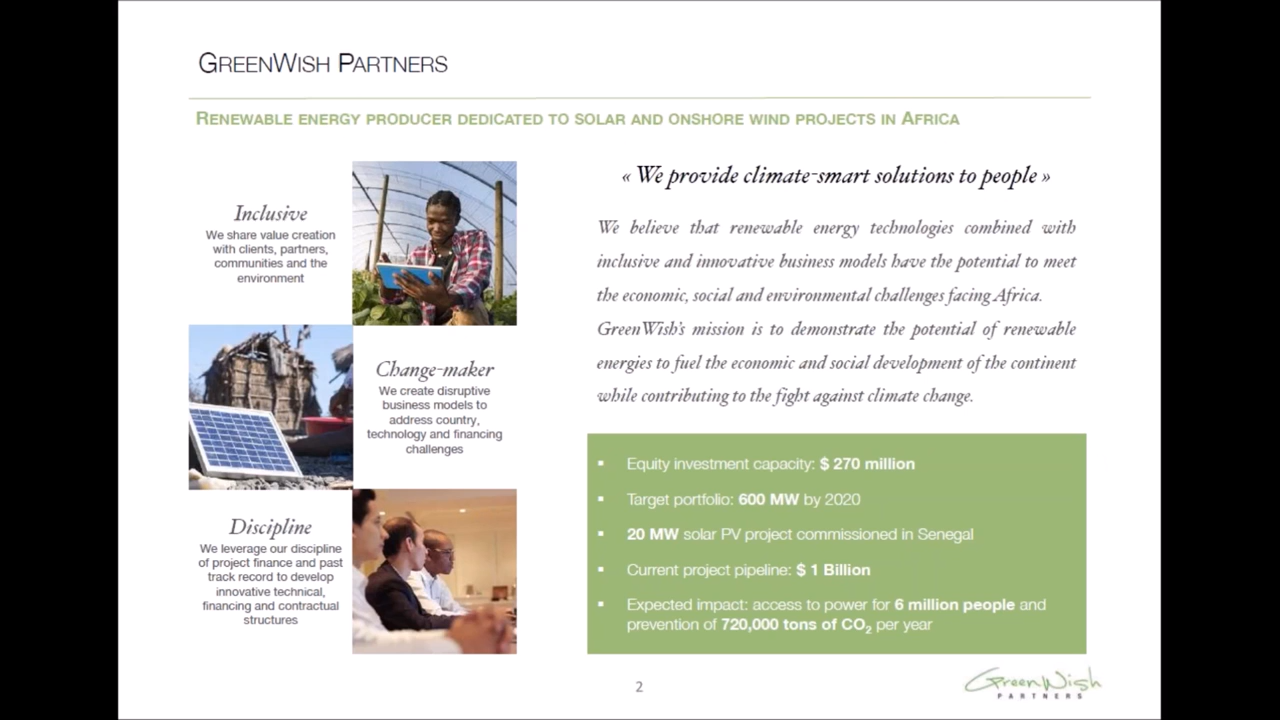 GREENWISH PARTNERS
RENEWABLE ENERGY PRODUCER DEDICATED TO SOLAR AND ONSHORE WIND PROJECTS IN AFRICA
Inclusive
We share value creation
with clients, partners,
communities and the
environment
Change-maker
We create disruptive
business models to
address country,
technology and financing
challenges
Discipline
We leverage our discipline
of project finance and past
track record to develop
innovative technical,
financing and contractual
structures
« We provide climate-smart solutions to people »
We believe that renewable energy technologies combined with
inclusive and innovative business models have the potential to meet
the economic, social and environmental challenges facing Africa.
GreenWish's mission is to demonstrate the potential of renewable
energies to fuel the economic and social development of the continent
while contributing to the fight against climate change.
▪ Equity investment capacity: $ 270 million
▪ Target portfolio: 600 MW by 2020
▪ 20 MW solar PV project commissioned in Senegal
▪ Current project pipeline: $ 1 Billion
▪ Expected impact: access to power for 6 million people and
prevention of 720,000 tons of CO₂ per year
2
GreenWish
PARTNERS